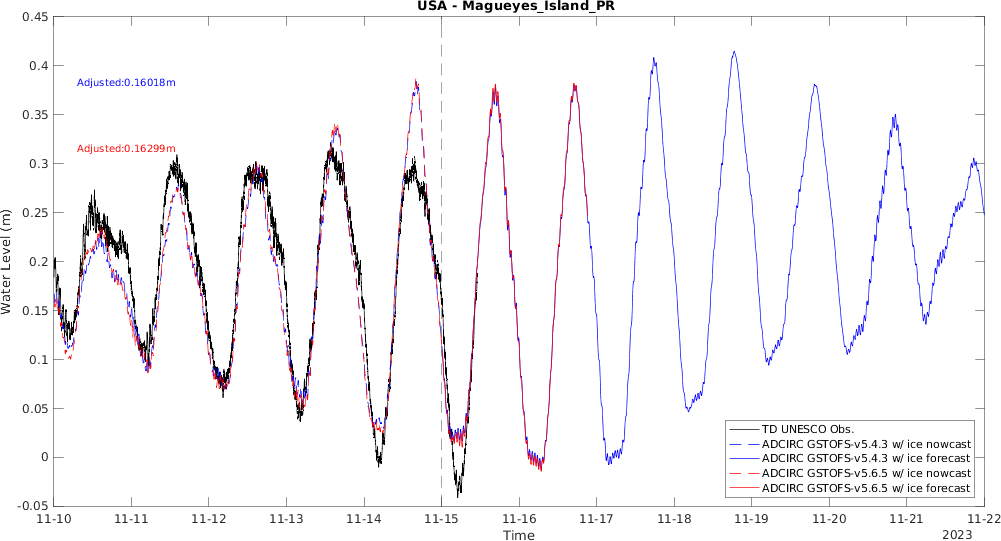 USA - Magueyes_Island_PR
0.45
0.4
0.35
0.3
0.25
0.2
0.15
0.1
0.05
0
-0.05
Water Level (m)
Adjusted:0.16018m
Adjusted:0.16299m
TD UNESCO Obs.
ADCIRC GSTOFS-v5.4.3 w/ ice nowcast
ADCIRC GSTOFS-v5.4.3 w/ ice forecast
ADCIRC GSTOFS-v5.6.5 w/ ice nowcast
ADCIRC GSTOFS-v5.6.5 w/ ice forecast
11-10 11-11 11-12 11-13 11-14 11-15 11-16 11-17 11-18 11-19 11-20 11-21 11-22
Time
2023